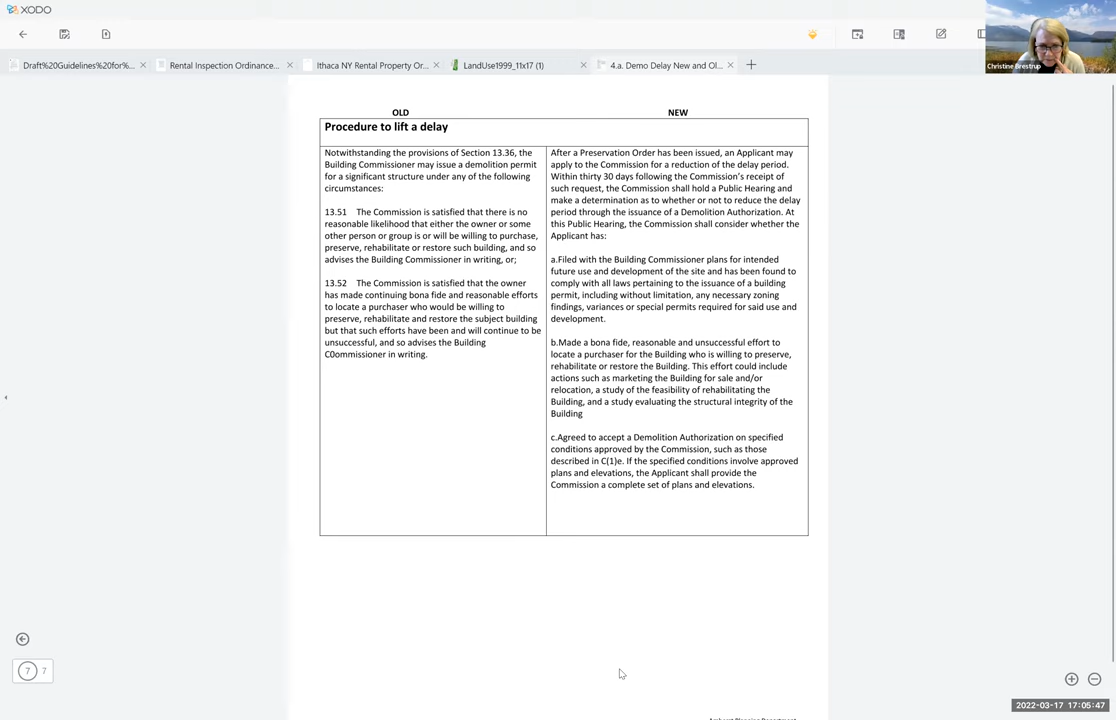 XODO
Draft%20Guidelines%20for%...
Rental Inspection Ordinance...
Ithaca NY Rental Property Or...
LandUse1999_11x17 (1)
4.a. Demo Delay New and Ol...
Christine Brestrup
OLD
NEW
Procedure to lift a delay
Notwithstanding the provisions of Section 13.36, the
Building Commissioner may issue a demolition permit
for a significant structure under any of the following
circumstances:
13.51 The Commission is satisfied that there is no
reasonable likelihood that either the owner or some
other person or group is or will be willing to purchase,
preserve, rehabilitate or restore such building, and so
advises the Building Commissioner in writing, or;
13.52 The Commission is satisfied that the owner
has made continuing bona fide and reasonable efforts
to locate a purchaser who would be willing to
preserve, rehabilitate and restore the subject building
but that such efforts have been and will continue to be
unsuccessful, and so advises the Building
C0ommissioner in writing.
After a Preservation Order has been issued, an Applicant may
apply to the Commission for a reduction of the delay period.
Within thirty 30 days following the Commission's receipt of
such request, the Commission shall hold a Public Hearing and
make a determination as to whether or not to reduce the delay
period through the issuance of a Demolition Authorization. At
this Public Hearing, the Commission shall consider whether the
Applicant has:
a.Filed with the Building Commissioner plans for intended
future use and development of the site and has been found to
comply with all laws pertaining to the issuance of a building
permit, including without limitation, any necessary zoning
findings, variances or special permits required for said use and
development.
b.Made a bona fide, reasonable and unsuccessful effort to
locate a purchaser for the Building who is willing to preserve,
rehabilitate or restore the Building. This effort could include
actions such as marketing the Building for sale and/or
relocation, a study of the feasibility of rehabilitating the
Building, and a study evaluating the structural integrity of the
Building
c.Agreed to accept a Demolition Authorization on specified
conditions approved by the Commission, such as those
described in C(1)e. If the specified conditions involve approved
plans and elevations, the Applicant shall provide the
Commission a complete set of plans and elevations.
7 7
2022-03-17 17:05:47
Amherst Planning Department